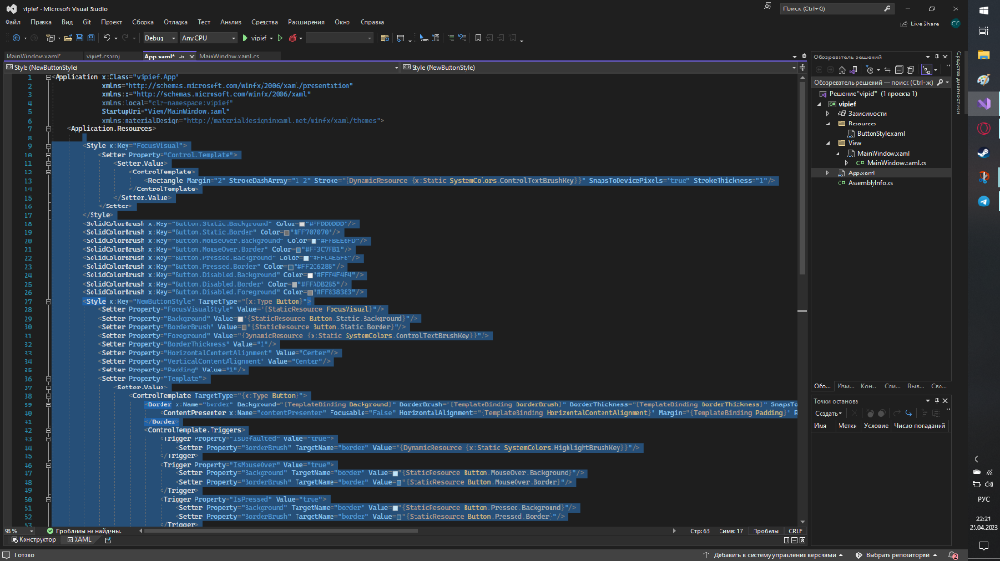 vipief - Microsoft Visual Studio
Поиск (Ctrl+Q)
Файл Правка Вид Git Проект Сборка Отладка Тест Анализ Средства Расширения Окно Справка
Live Share
CC
Debug Any CPU vipief
MainWindow.xaml* vipief.csproj App.xaml* MainWindow.xaml.cs
Style (NewButtonStyle) Style (NewButtonStyle)
1 <Application x:Class="vipief.App"
2 xmlns="http://schemas.microsoft.com/winfx/2006/xaml/presentation"
3 xmlns:x="http://schemas.microsoft.com/winfx/2006/xaml"
4 xmlns:local="clr-namespace:vipief"
5 StartupUri="View/MainWindow.xaml"
6 xmlns:materialDesign="http://materialdesigninxaml.net/winfx/xaml/themes">
7 <Application.Resources>
8
9 <Style x:Key="FocusVisual">
10 <Setter Property="Control.Template">
11 <Setter.Value>
12 <ControlTemplate>
13 <Rectangle Margin="2" StrokeDashArray="1 2" Stroke="{DynamicResource {x:Static SystemColors.ControlTextBrushKey}}" SnapsToDevicePixels="true" StrokeThickness="1"/>
14 </ControlTemplate>
15 </Setter.Value>
16 </Setter>
17 </Style>
18 <SolidColorBrush x:Key="Button.Static.Background" Color="#FFDDDDDD"/>
19 <SolidColorBrush x:Key="Button.Static.Border" Color="#FF707070"/>
20 <SolidColorBrush x:Key="Button.MouseOver.Background" Color="#FFBEE6FD"/>
21 <SolidColorBrush x:Key="Button.MouseOver.Border" Color="#FF3C7FB1"/>
22 <SolidColorBrush x:Key="Button.Pressed.Background" Color="#FFC4E5F6"/>
23 <SolidColorBrush x:Key="Button.Pressed.Border" Color="#FF2C628B"/>
24 <SolidColorBrush x:Key="Button.Disabled.Background" Color="#FFF4F4F4"/>
25 <SolidColorBrush x:Key="Button.Disabled.Border" Color="#FFADB2B5"/>
26 <SolidColorBrush x:Key="Button.Disabled.Foreground" Color="#FF838383"/>
27 <Style x:Key="NewButtonStyle" TargetType="{x:Type Button}">
28 <Setter Property="FocusVisualStyle" Value="{StaticResource FocusVisual}"/>
29 <Setter Property="Background" Value="{StaticResource Button.Static.Background}"/>
30 <Setter Property="BorderBrush" Value="{StaticResource Button.Static.Border}"/>
31 <Setter Property="Foreground" Value="{DynamicResource {x:Static SystemColors.ControlTextBrushKey}}"/>
32 <Setter Property="BorderThickness" Value="1"/>
33 <Setter Property="HorizontalContentAlignment" Value="Center"/>
34 <Setter Property="VerticalContentAlignment" Value="Center"/>
35 <Setter Property="Padding" Value="1"/>
36 <Setter Property="Template">
37 <Setter.Value>
38 <ControlTemplate TargetType="{x:Type Button}">
39 <Border x:Name="border" Background="{TemplateBinding Background}" BorderBrush="{TemplateBinding BorderBrush}" BorderThickness="{TemplateBinding BorderThickness}" SnapsTo
40 <ContentPresenter x:Name="contentPresenter" Focusable="False" HorizontalAlignment="{TemplateBinding HorizontalContentAlignment}" Margin="{TemplateBinding Padding}" R
41 </Border>
42 <ControlTemplate.Triggers>
43 <Trigger Property="IsDefaulted" Value="true">
44 <Setter Property="BorderBrush" TargetName="border" Value="{DynamicResource {x:Static SystemColors.HighlightBrushKey}}"/>
45 </Trigger>
46 <Trigger Property="IsMouseOver" Value="true">
47 <Setter Property="Background" TargetName="border" Value="{StaticResource Button.MouseOver.Background}"/>
48 <Setter Property="BorderBrush" TargetName="border" Value="{StaticResource Button.MouseOver.Border}"/>
49 </Trigger>
50 <Trigger Property="IsPressed" Value="true">
51 <Setter Property="Background" TargetName="border" Value="{StaticResource Button.Pressed.Background}"/>
52 <Setter Property="BorderBrush" TargetName="border" Value="{StaticResource Button.Pressed.Border}"/>
53 </Trigger>
98 % Проблемы не найдены. Стр: 63 Симв: 17 Пробелы CRLF
Конструктор XAML
Обозреватель решений
Обозреватель решений — поиск (Ctrl+ж)
Решение "vipief" (1 проекта)
vipief
Зависимости
Resources
ButtonStyle.xaml
View
MainWindow.xaml
MainWindow.xaml.cs
App.xaml
AssemblyInfo.cs
Обо... Изм... Кон... Спи... Выв... Сво...
Точки останова
Создать
Имя Метки Условие Число попаданий
Средства диагностики
Готово
Добавить в систему управления версиями Выбрать репозиторий 2
РУС
22:21
25.04.2023